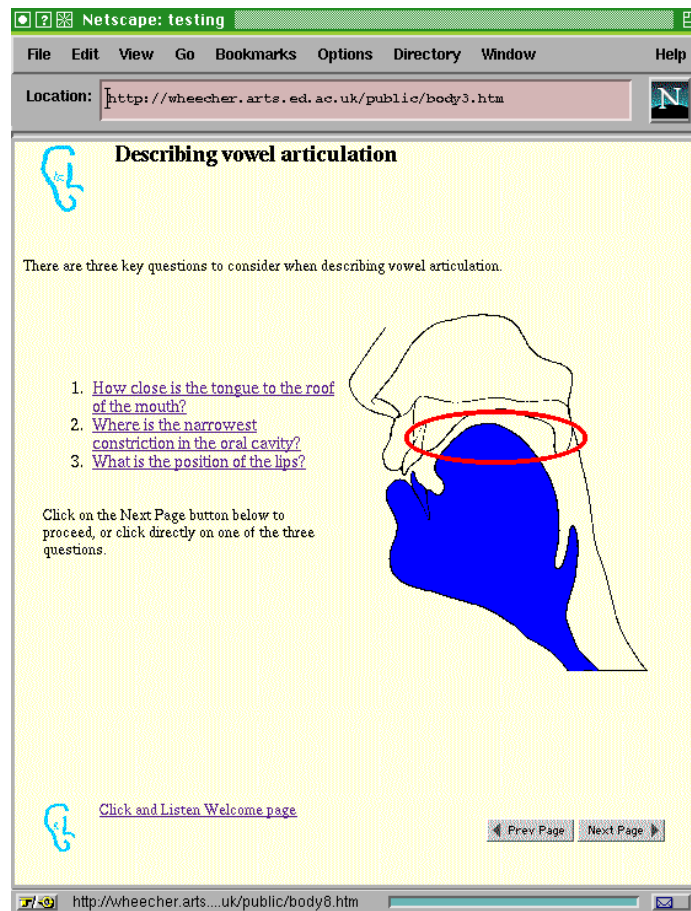 Netscape: testing
File Edit View Go Bookmarks Options Directory Window Help
Location: http://wheecher.arts.ed.ac.uk/public/body3.htm
N
Describing vowel articulation
There are three key questions to consider when describing vowel articulation.
1. How close is the tongue to the roof
of the mouth?
2. Where is the narrowest
constriction in the oral cavity?
3. What is the position of the lips?
Click on the Next Page button below to
proceed, or click directly on one of the three
questions.
Click and Listen Welcome page
Prev Page Next Page
http://wheecher.arts....uk/public/body8.htm